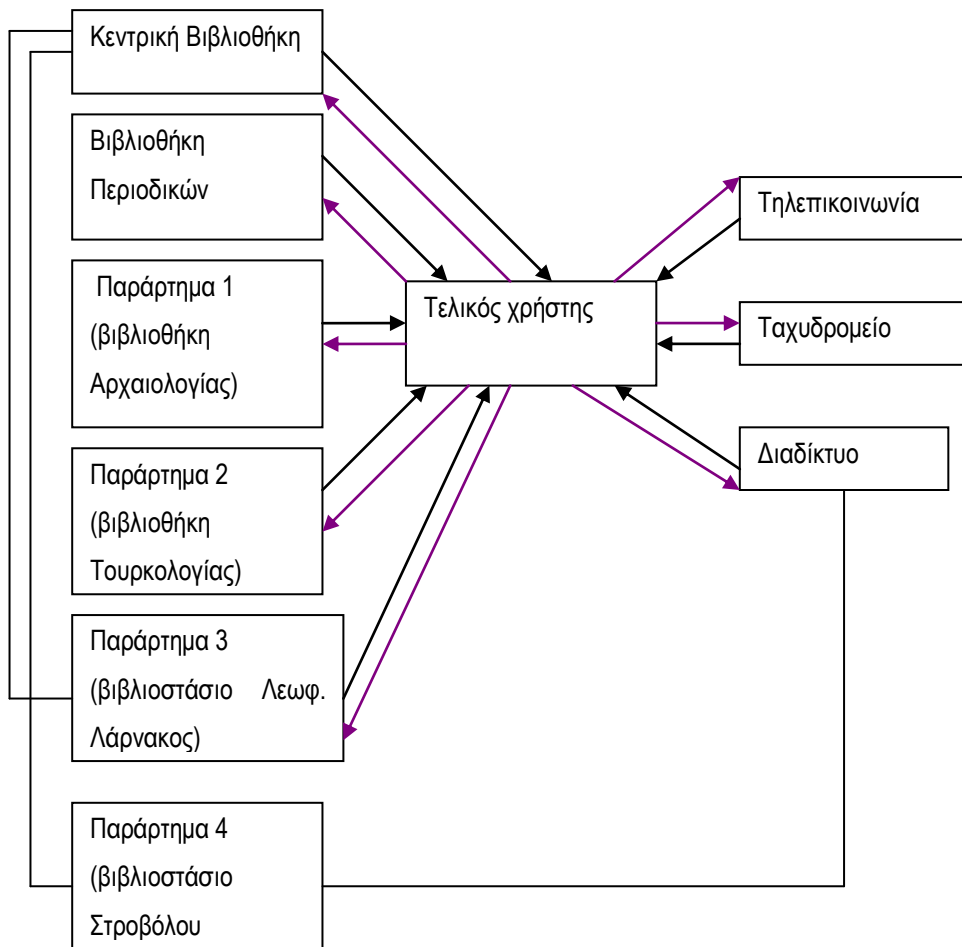 Κεντρική Βιβλιοθήκη
Βιβλιοθήκη
Περιοδικών
Παράρτημα 1
(βιβλιοθήκη
Αρχαιολογίας)
Παράρτημα 2
(βιβλιοθήκη
Τουρκολογίας)
Παράρτημα 3
(βιβλιοστάσιο Λεωφ.
Λάρνακος)
Παράρτημα 4
(βιβλιοστάσιο
Στροβόλου
Τελικός χρήστης
Τηλεπικοινωνία
Ταχυδρομείο
Διαδίκτυο